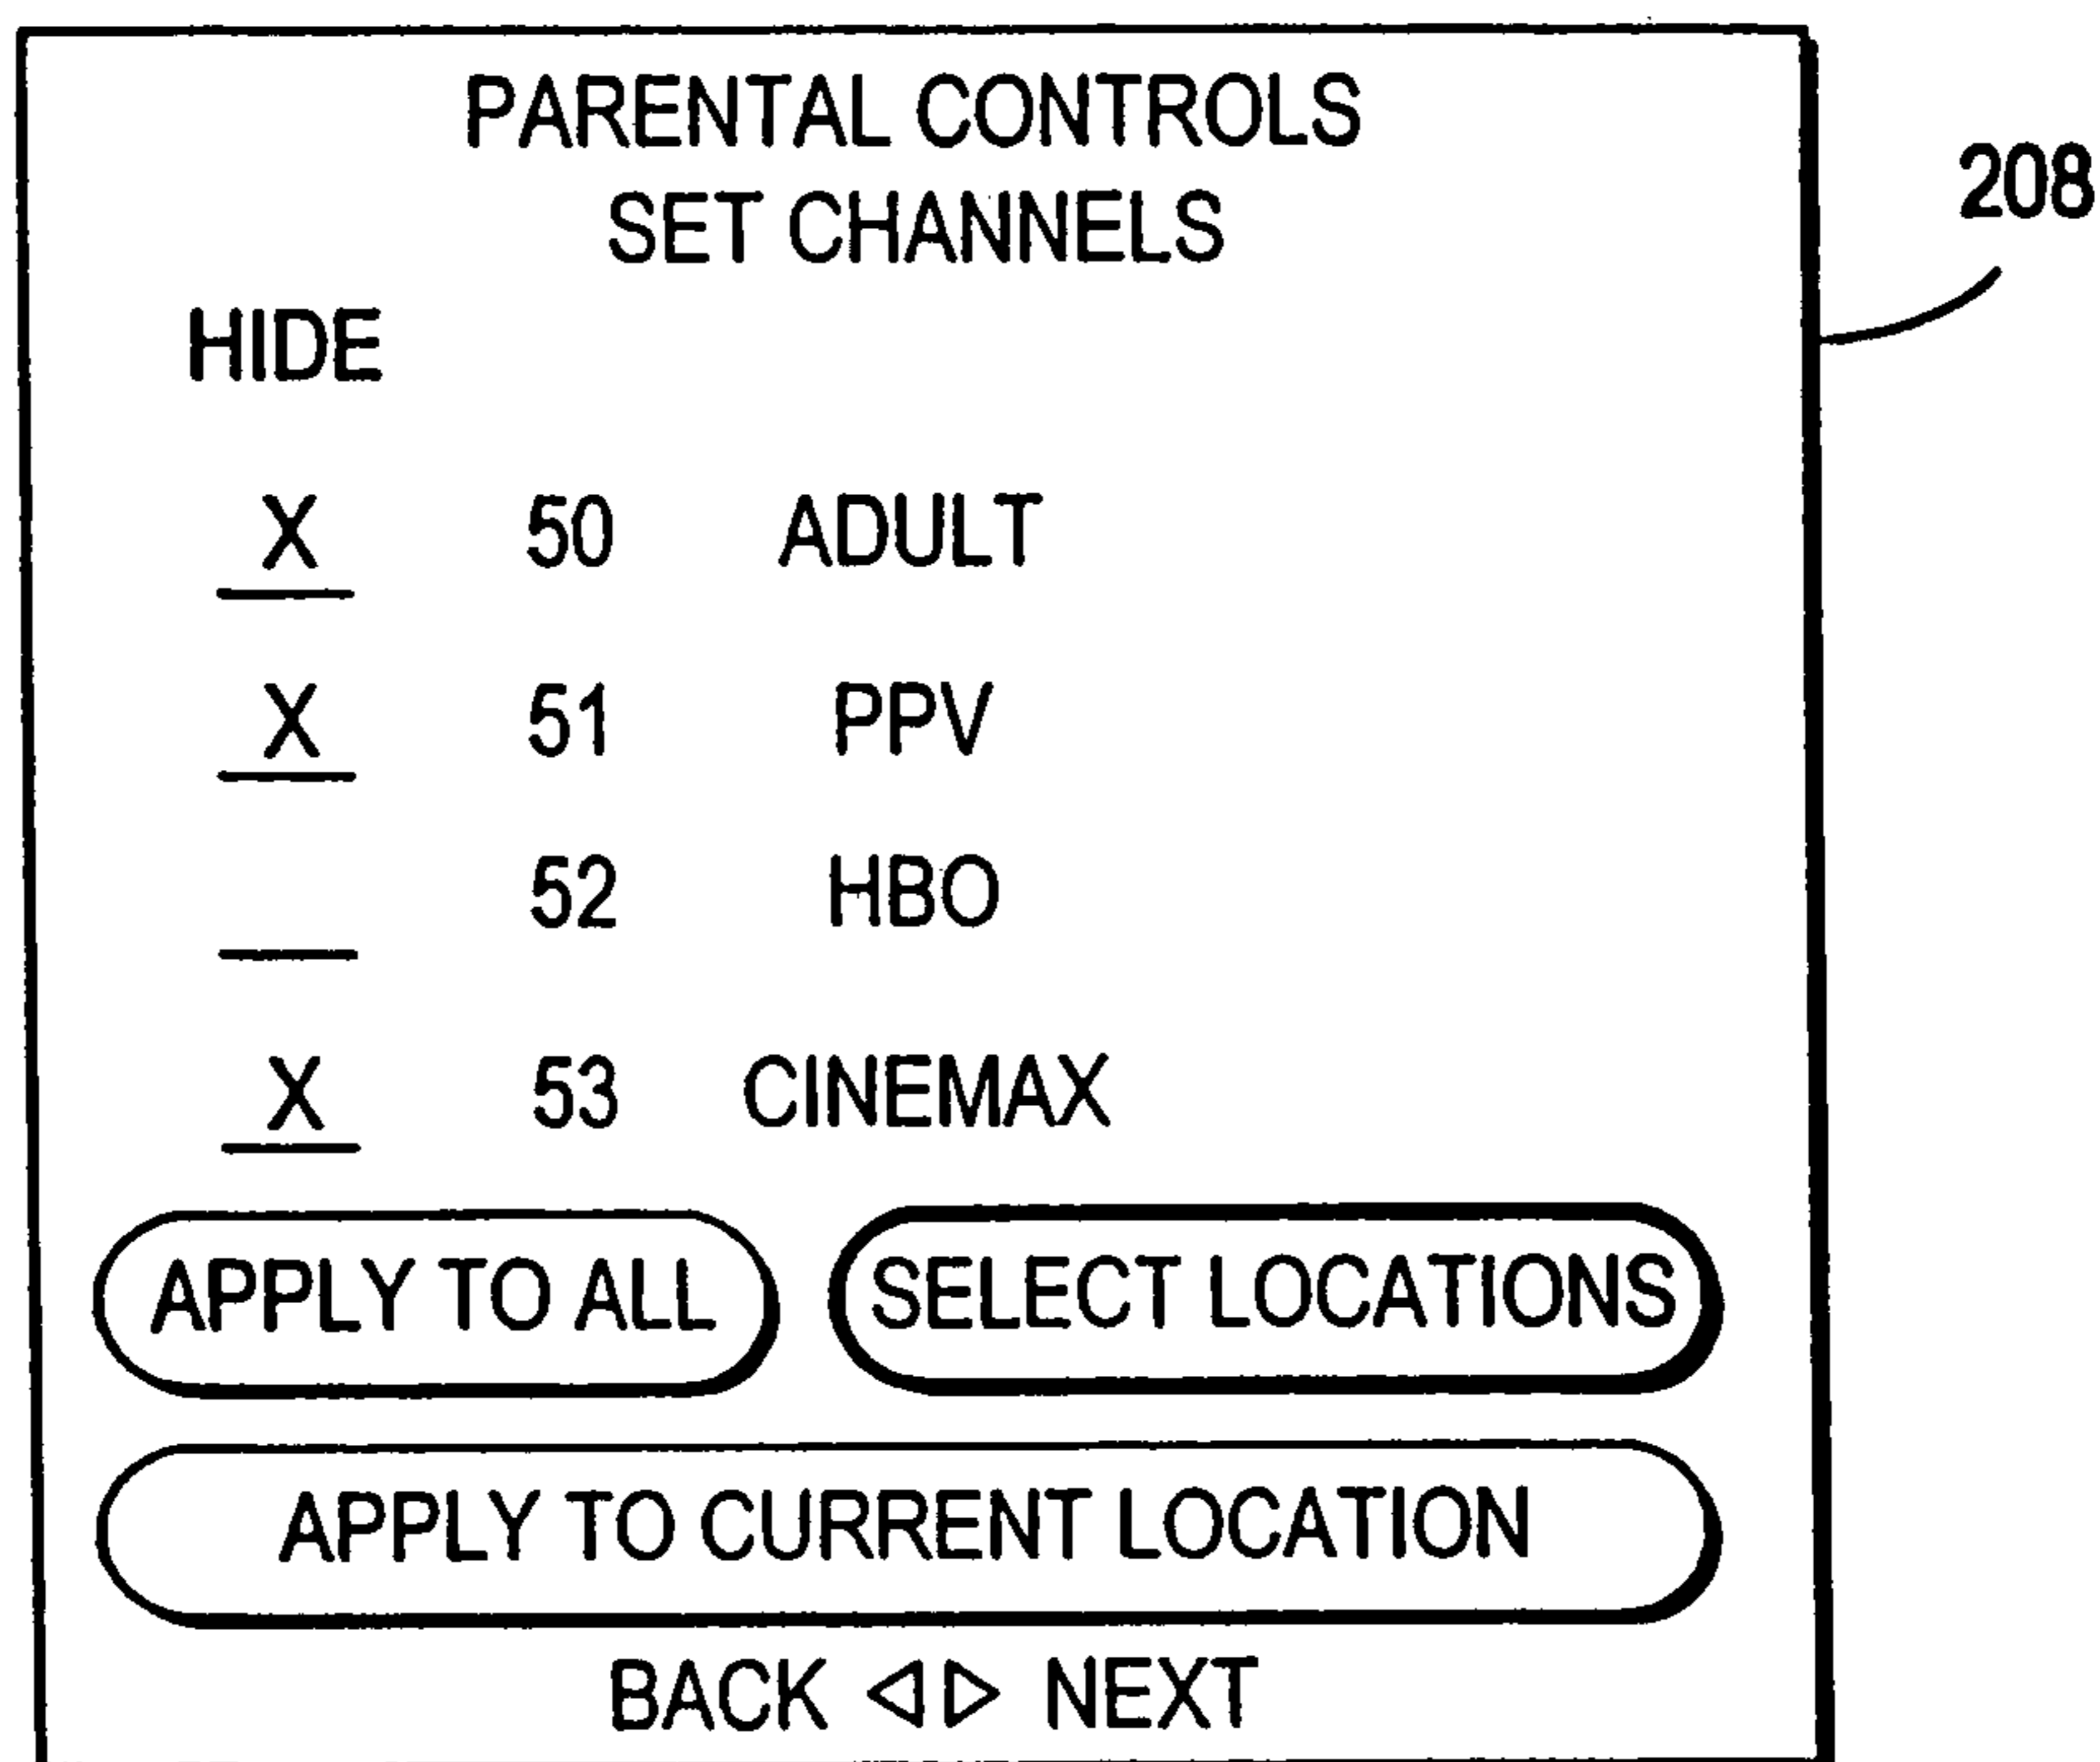 PARENTAL CONTROLS
SET CHANNELS
208
HIDE
X 50 ADULT
X 51 PPV
52 HBO
X 53 CINEMAX
APPLY TO ALL SELECT LOCATIONS
APPLY TO CURRENT LOCATION
BACK ◁ ▷ NEXT